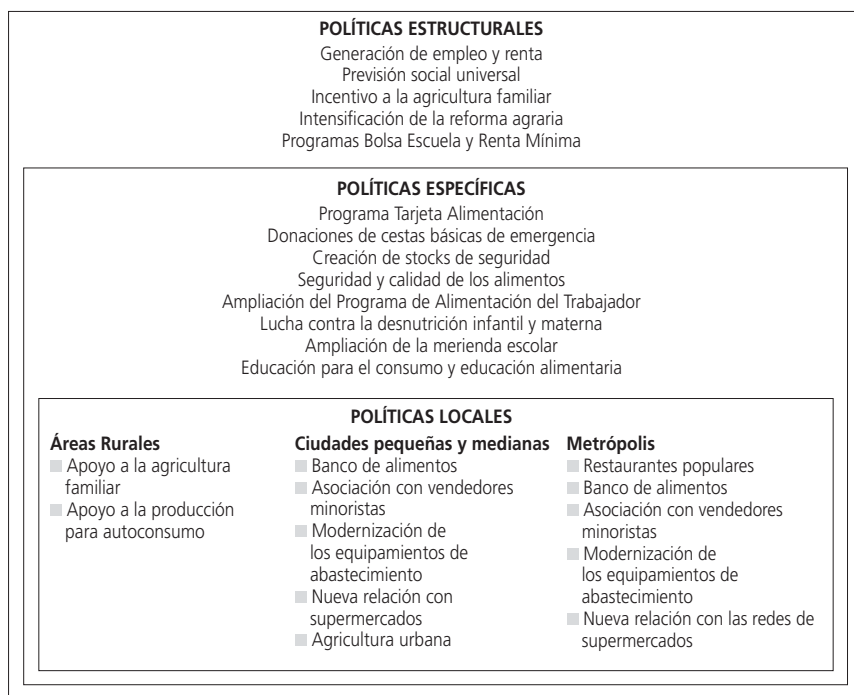 POLÍTICAS ESTRUCTURALES
Generación de empleo y renta
Previsión social universal
Incentivo a la agricultura familiar
Intensificación de la reforma agraria
Programas Bolsa Escuela y Renta Mínima
POLÍTICAS ESPECÍFICAS
Programa Tarjeta Alimentación
Donaciones de cestas básicas de emergencia
Creación de stocks de seguridad
Seguridad y calidad de los alimentos
Ampliación del Programa de Alimentación del Trabajador
Lucha contra la desnutrición infantil y materna
Ampliación de la merienda escolar
Educación para el consumo y educación alimentaria
POLÍTICAS LOCALES
Áreas Rurales
Apoyo a la agricultura
familiar
Apoyo a la producción
para autoconsumo
Ciudades pequeñas y medianas
Banco de alimentos
Asociación con vendedores
minoristas
Modernización de
los equipamientos de
abastecimiento
Nueva relación con
supermercados
Agricultura urbana
Metrópolis
Restaurantes populares
Banco de alimentos
Asociación con vendedores
minoristas
Modernización de
los equipamientos de
abastecimiento
Nueva relación con las redes de
supermercados